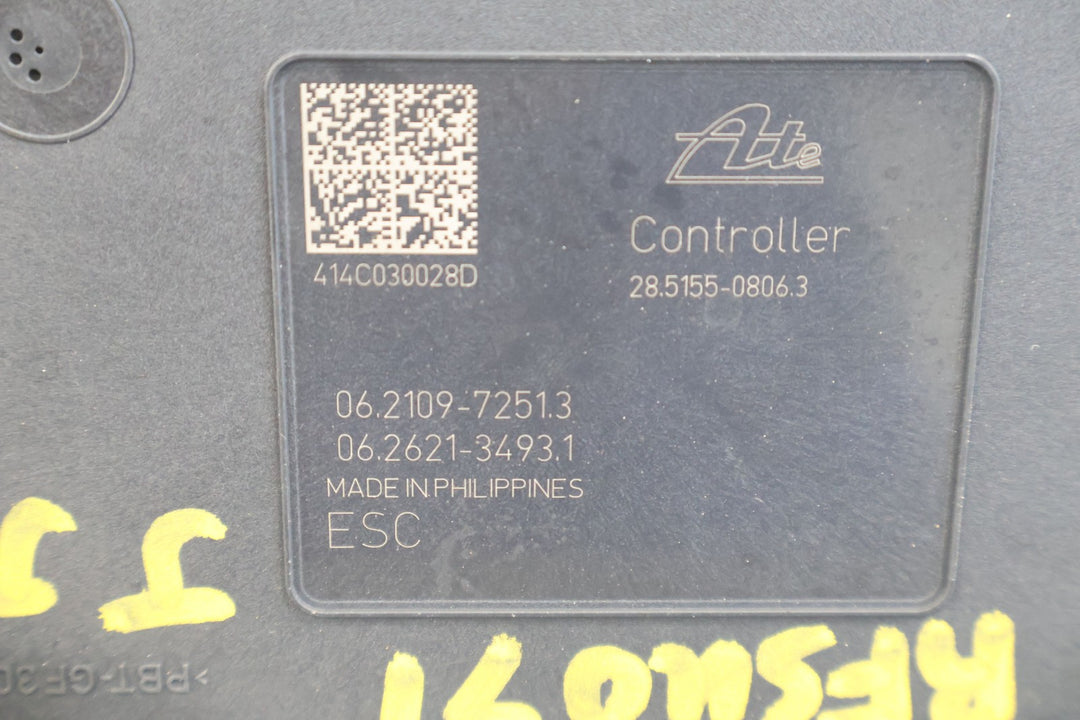 Ate
Controller
28.5155-0806.3
414C030028D
06.2109-7251.3
06.2621-3493.1
MADE IN PHILIPPINES
ESC